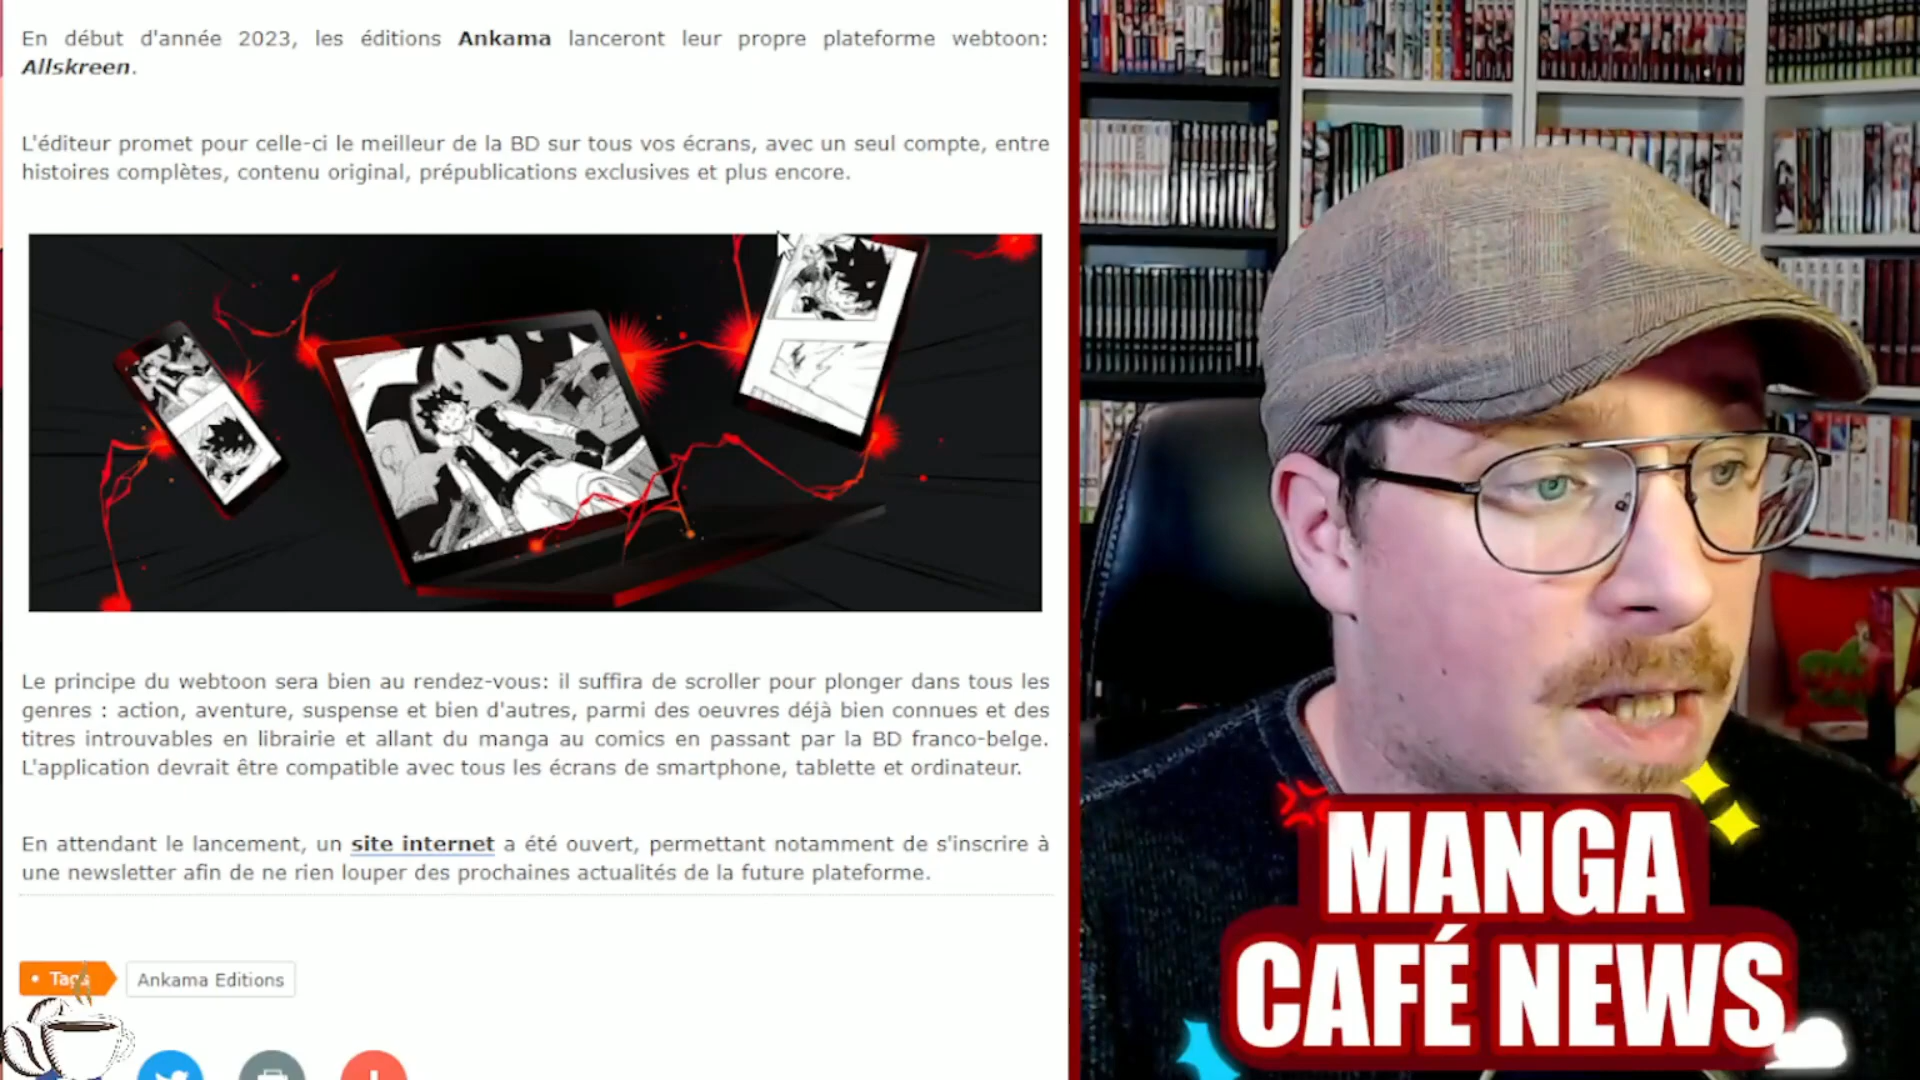 En début d'année 2023, les éditions Ankama lanceront leur propre plateforme webtoon:
Allskreen.
L'éditeur promet pour celle-ci le meilleur de la BD sur tous vos écrans, avec un seul compte, entre
histoires complètes, contenu original, prépublications exclusives et plus encore.
Le principe du webtoon sera bien au rendez-vous: il suffira de scroller pour plonger dans tous les
genres : action, aventure, suspense et bien d'autres, parmi des oeuvres déjà bien connues et des
titres introuvables en librairie et allant du manga au comics en passant par la BD franco-belge.
L'application devrait être compatible avec tous les écrans de smartphone, tablette et ordinateur.
En attendant le lancement, un site internet a été ouvert, permettant notamment de s'inscrire à
une newsletter afin de ne rien louper des prochaines actualités de la future plateforme.
• Tags
Ankama Editions
MANGA
CAFÉ NEWS